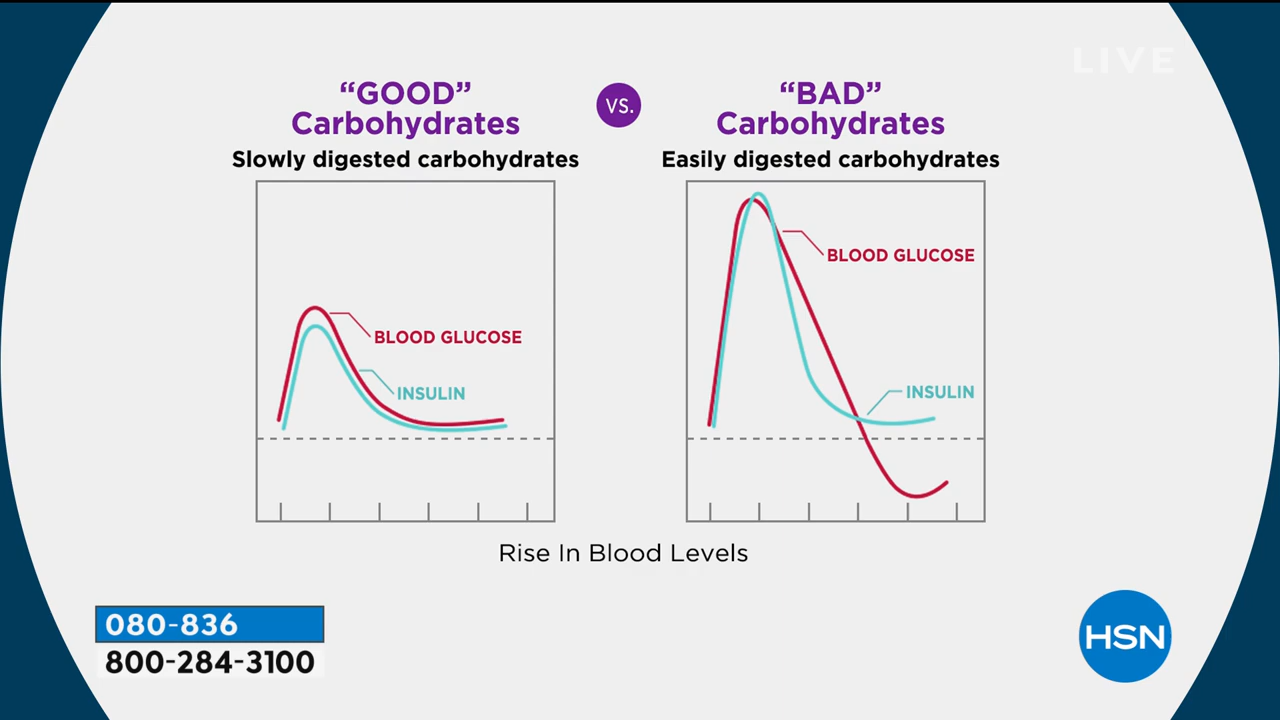 LIVE
“GOOD”
Carbohydrates
Slowly digested carbohydrates
VS.
“BAD”
Carbohydrates
Easily digested carbohydrates
BLOOD GLUCOSE
INSULIN
BLOOD GLUCOSE
INSULIN
Rise In Blood Levels
080-836
800-284-3100
HSN